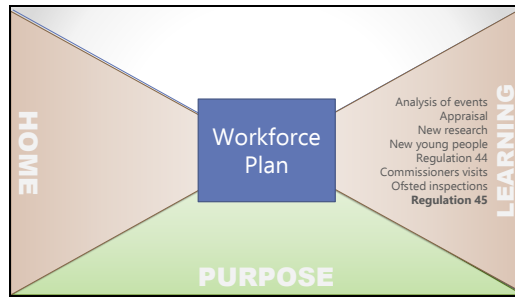 HOME
Workforce
Plan
Analysis of events
Appraisal
New research
New young people
Regulation 44
Commissioners visits
Ofsted inspections
Regulation 45
LEARNING
PURPOSE